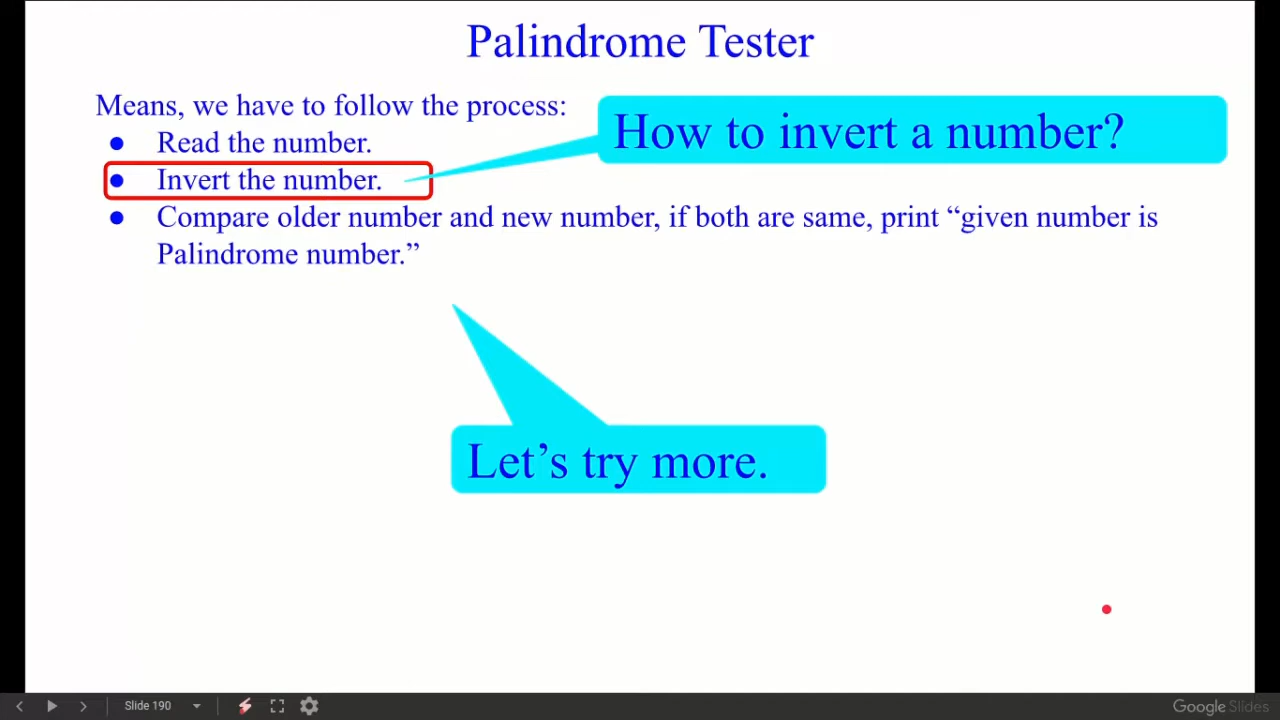 Palindrome Tester
Means, we have to follow the process:
● Read the number.
● Invert the number.
● Compare older number and new number, if both are same, print “given number is
Palindrome number.”
How to invert a number?
Let’s try more.
Slide 190
Google Slides